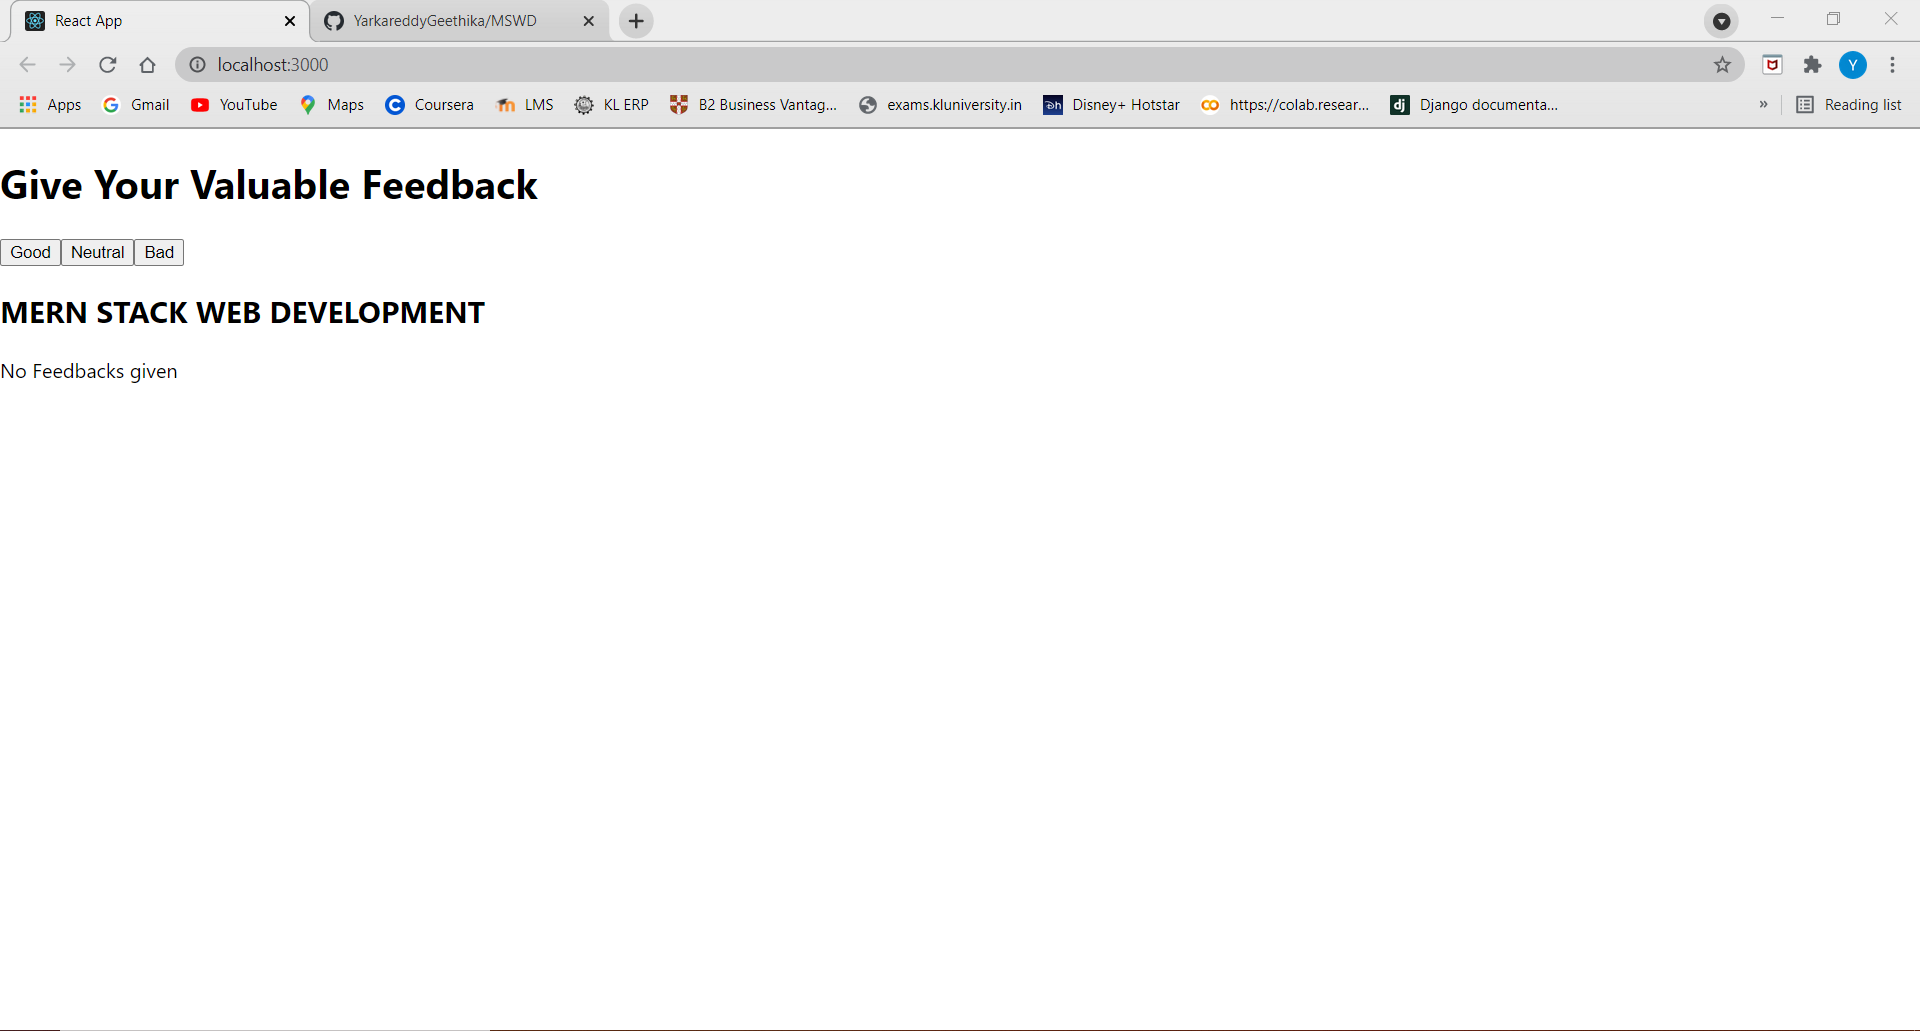 React App
YarkareddyGeethika/MSWD
localhost:3000
Y
Apps Gmail YouTube Maps Coursera LMS KL ERP B2 Business Vantag... exams.kluniversity.in Disney+ Hotstar https://colab.resear... dj Django documenta... » Reading list
Give Your Valuable Feedback
Good Neutral Bad
MERN STACK WEB DEVELOPMENT
No Feedbacks given